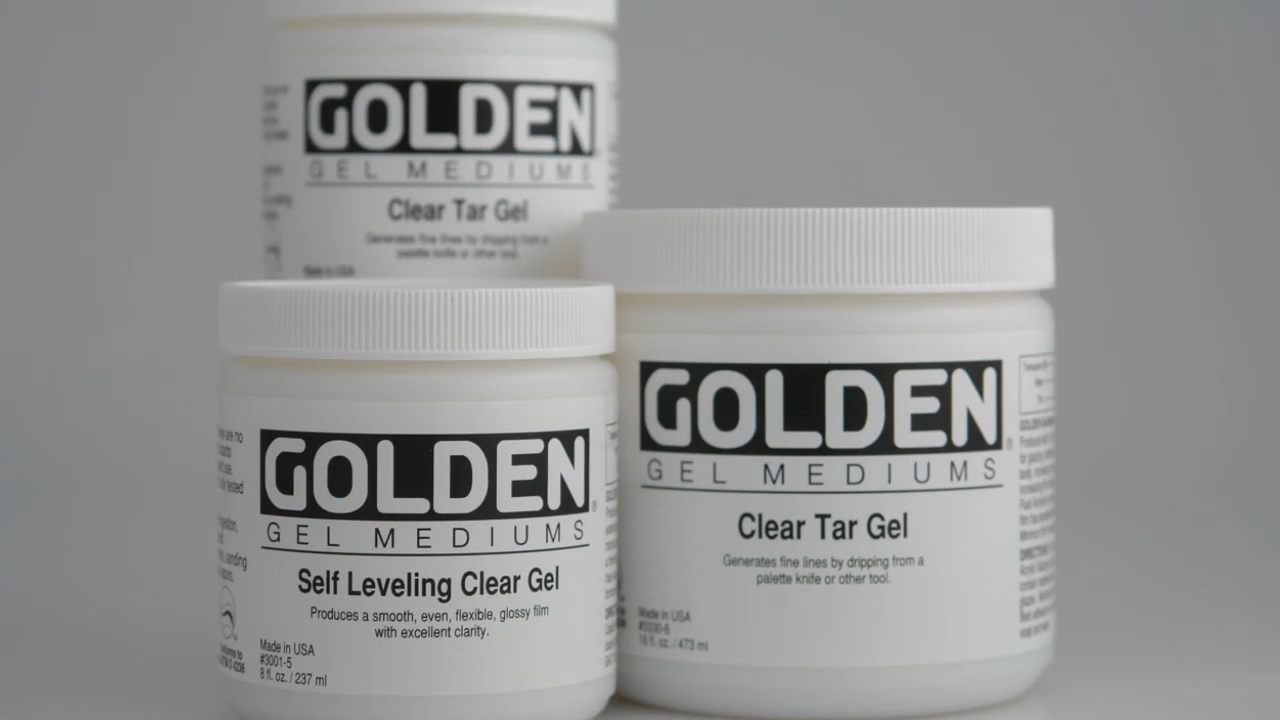 GOLDEN
GEL MEDIUMS
Clear Tar Gel
Generates fine lines by dripping from a
palette knife or other tool.
Made in USA
GOLDEN®
GEL MEDIUMS
Self Leveling Clear Gel
Produces a smooth, even, flexible, glossy film
with excellent clarity.
Made in USA
#3001-5
8 fl. oz. / 237 ml
GOLDEN®
GEL MEDIUMS
Clear Tar Gel
Generates fine lines by dripping from a
palette knife or other tool.
Made in USA
#3330-6
16 fl. oz. / 473 ml